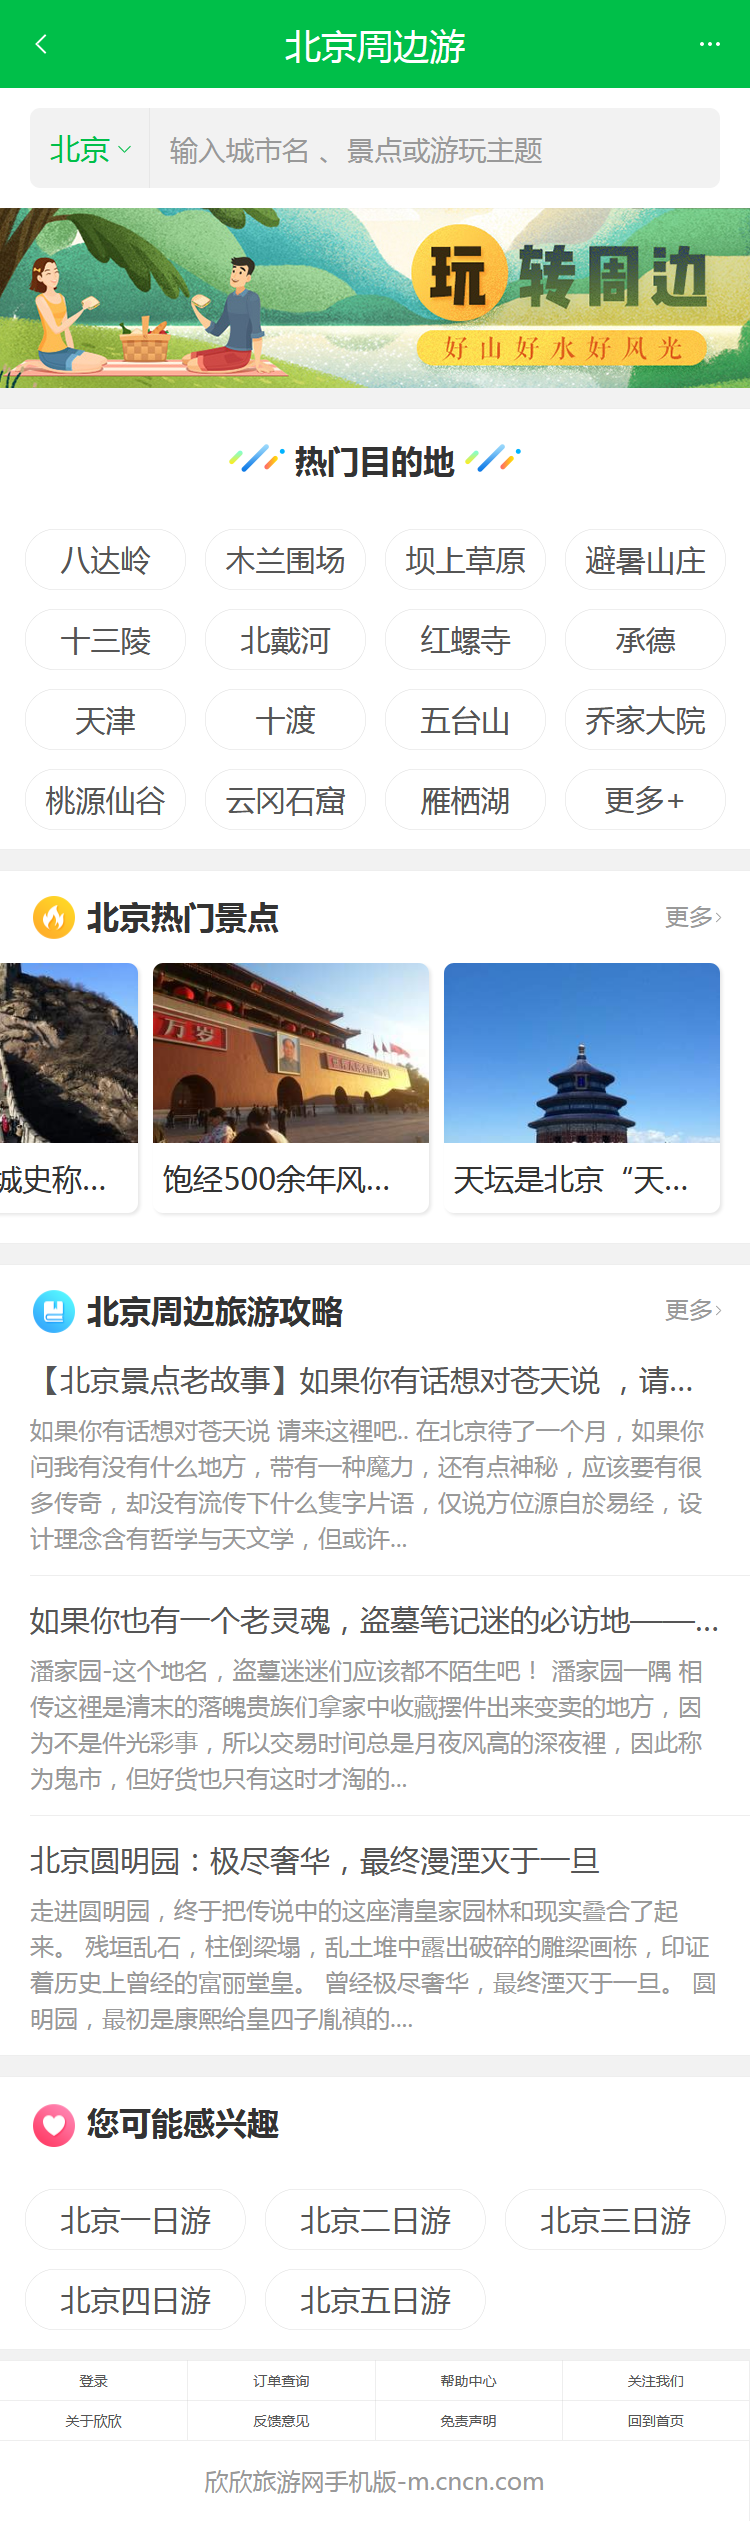 北京周边游
北京
输入城市名 、景点或游玩主题
玩转周边
好山好水好风光
热门目的地
八达岭 木兰围场 坝上草原 避暑山庄
十三陵 北戴河 红螺寺 承德
天津 十渡 五台山 乔家大院
桃源仙谷 云冈石窟 雁栖湖 更多+
北京热门景点 更多
万岁
城史称... 饱经500余年风... 天坛是北京“天...
北京周边旅游攻略 更多
【北京景点老故事】如果你有话想对苍天说 ，请...
如果你有话想对苍天说 请来这裡吧.. 在北京待了一个月，如果你
问我有没有什么地方，带有一种魔力，还有点神秘，应该要有很
多传奇，却没有流传下什么隻字片语，仅说方位源自於易经，设
计理念含有哲学与天文学，但或许...
如果你也有一个老灵魂，盗墓笔记迷的必访地——...
潘家园-这个地名，盗墓迷迷们应该都不陌生吧！ 潘家园一隅 相
传这裡是清末的落魄贵族们拿家中收藏摆件出来变卖的地方，因
为不是件光彩事，所以交易时间总是月夜风高的深夜裡，因此称
为鬼市，但好货也只有这时才淘的...
北京圆明园：极尽奢华，最终漫湮灭于一旦
走进圆明园，终于把传说中的这座清皇家园林和现实叠合了起
来。 残垣乱石，柱倒梁塌，乱土堆中露出破碎的雕梁画栋，印证
着历史上曾经的富丽堂皇。 曾经极尽奢华，最终湮灭于一旦。 圆
明园，最初是康熙给皇四子胤禛的....
您可能感兴趣
北京一日游 北京二日游 北京三日游
北京四日游 北京五日游
登录 订单查询 帮助中心 关注我们
关于欣欣 反馈意见 免责声明 回到首页
欣欣旅游网手机版-m.cncn.com